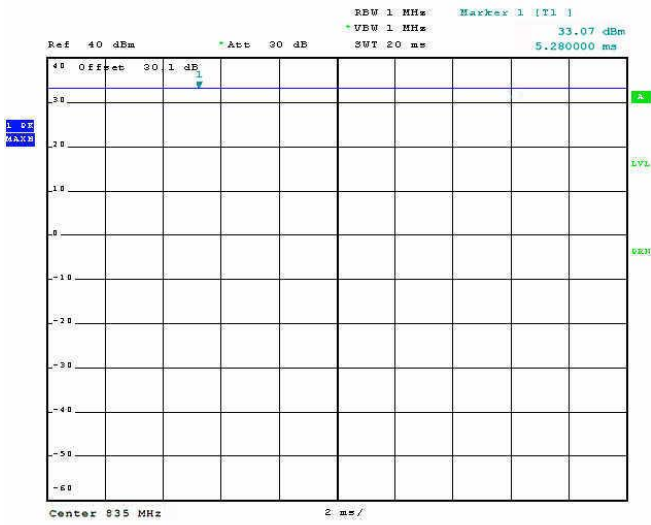 RBW 1 MHz Marker 1 [T1 ]
*VBW 1 MHz 33.07 dBm
Ref 40 dBm *Att 30 dB SWT 20 ms 5.280000 ms
40 Offset 30.1 dB
1
30
A
1 PK
MAXH
20
LVL
10
0
-10
-20
-30
-40
-50
-60
Center 835 MHz 2 ms/